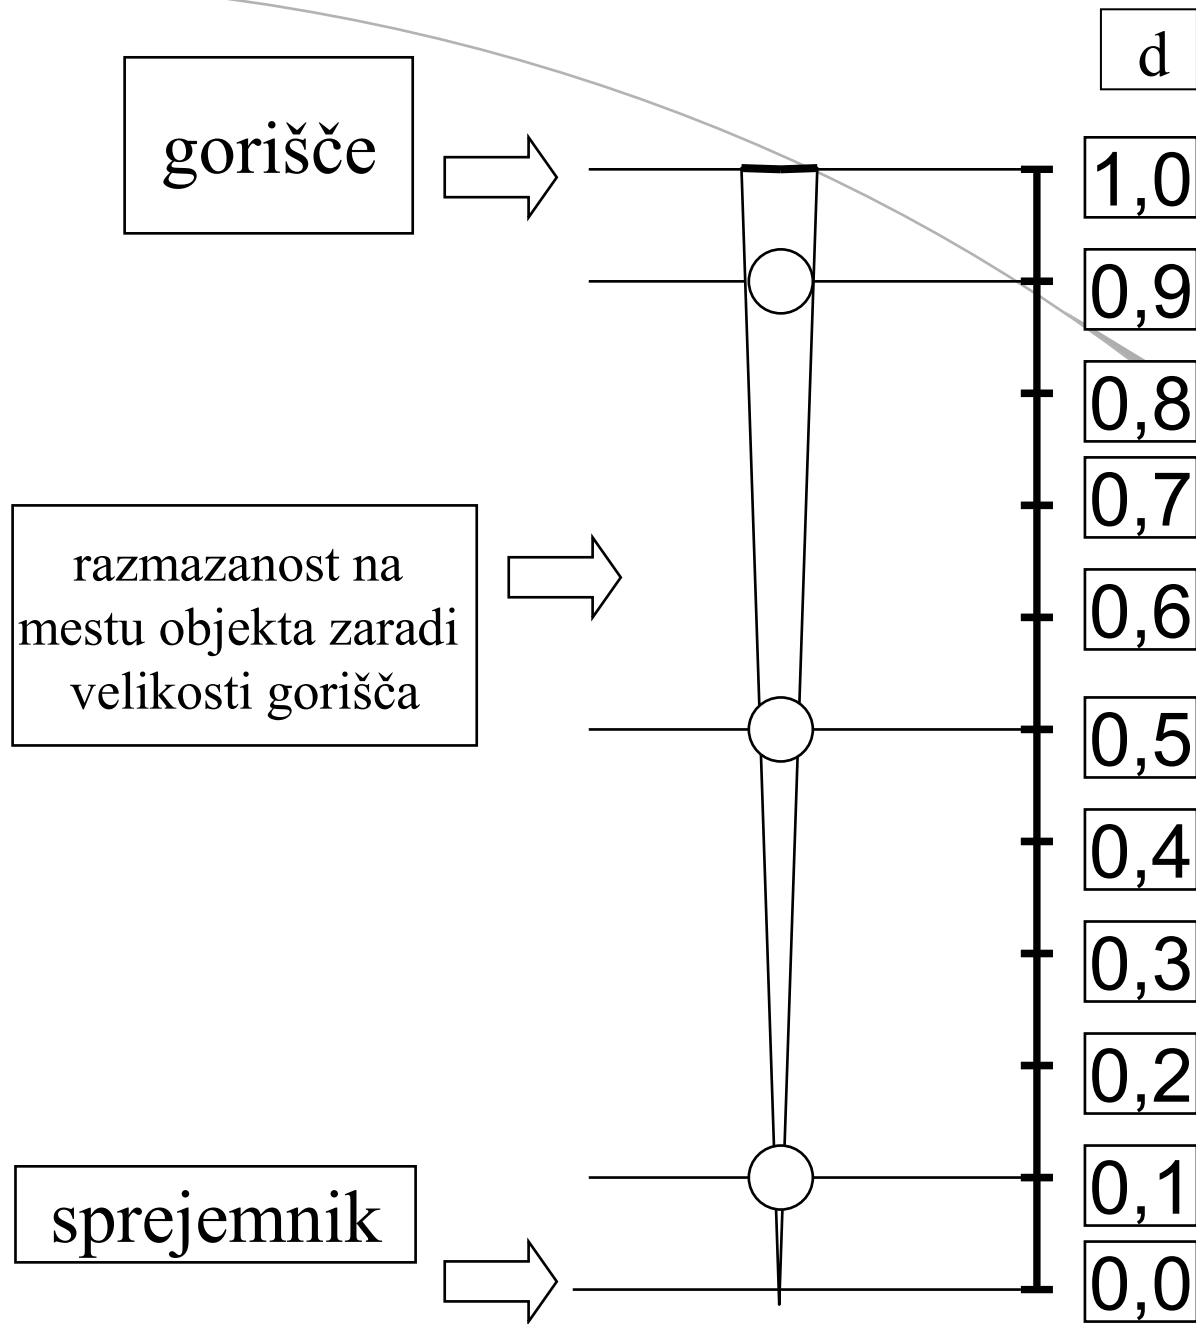 d
gorišče
1,0
0,9
0,8
0,7
razmazanost na
mestu objekta zaradi
velikosti gorišča
0,6
0,5
0,4
0,3
0,2
0,1
sprejemnik
0,0